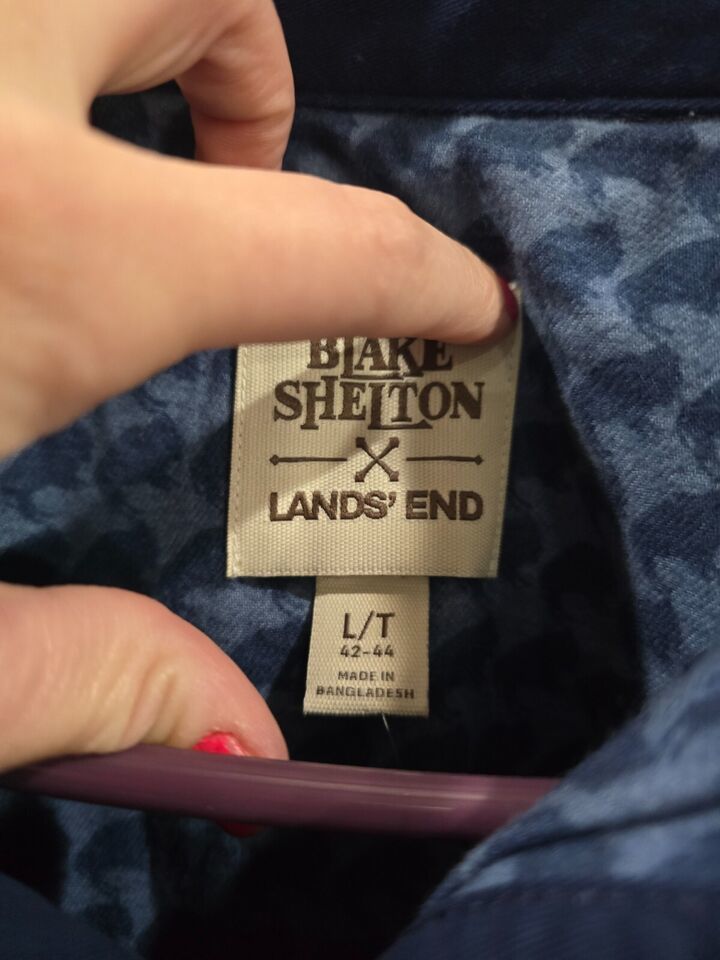 BLAKE
SHELTON
X
LANDS' END
L/T
42-44
MADE IN
BANGLADESH